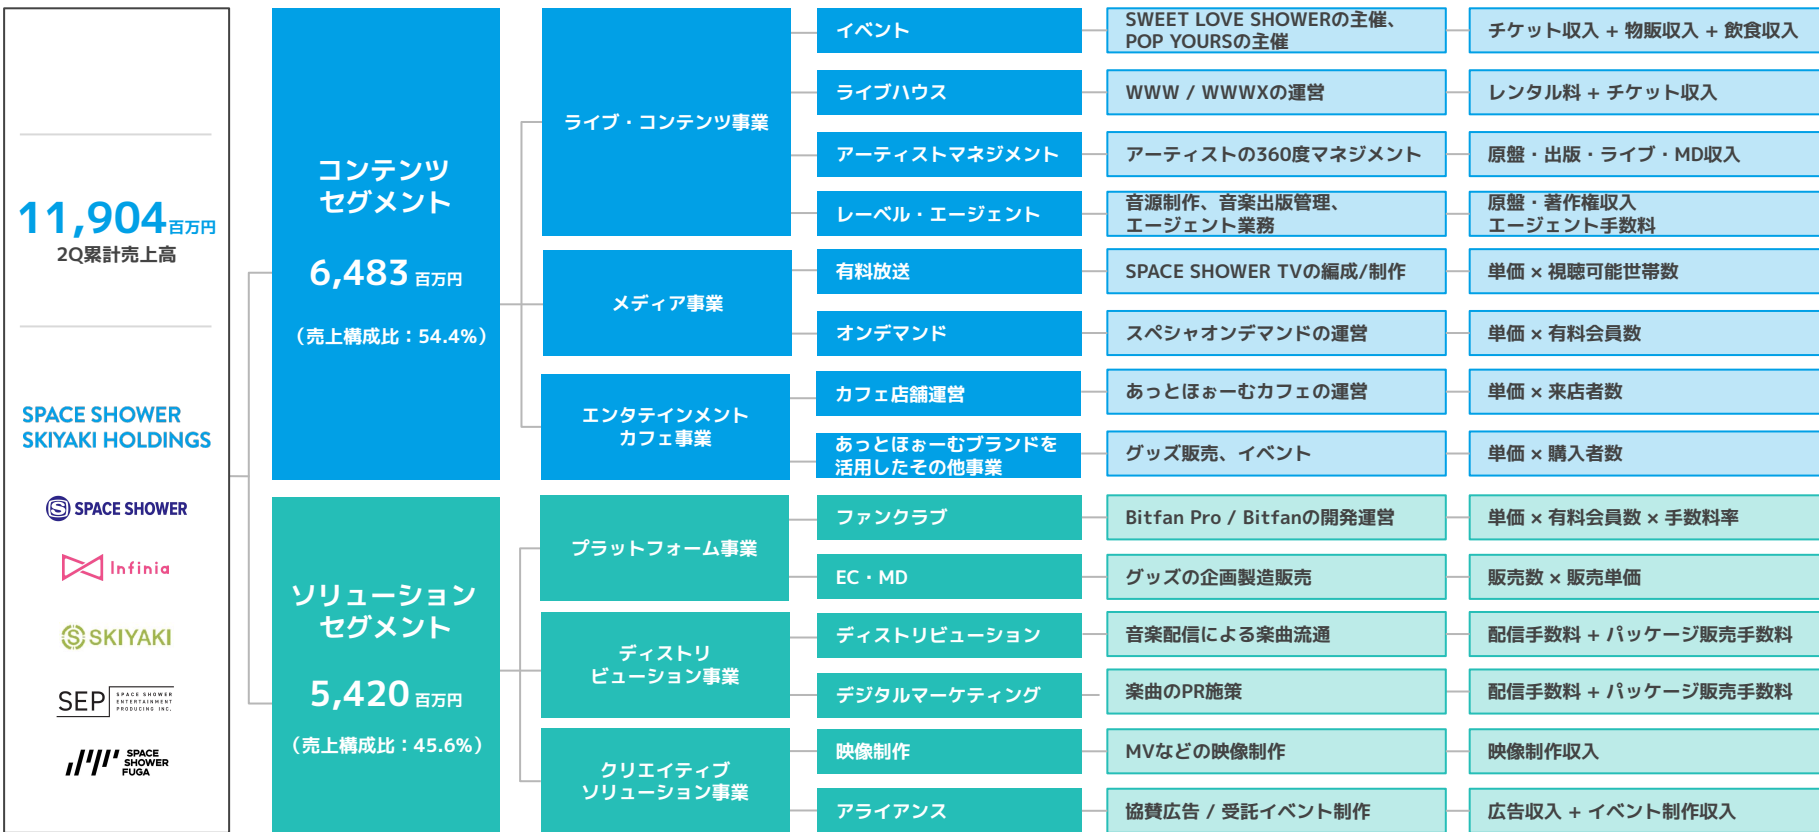 11,904百万円
2Q累計売上高
SPACE SHOWER
SKIYAKI HOLDINGS
S SPACE SHOWER
Infinia
S SKIYAKI
SEP SPACE SHOWER
ENTERTAINMENT
PRODUCING INC.
SPACE
SHOWER
FUGA
コンテンツ
セグメント
6,483 百万円
（売上構成比：54.4%）
ライブ・コンテンツ事業
イベント
SWEET LOVE SHOWERの主催、
POP YOURSの主催
チケット収入 + 物販収入 + 飲食収入
ライブハウス
WWW / WWWXの運営
レンタル料 + チケット収入
アーティストマネジメント
アーティストの360度マネジメント
原盤・出版・ライブ・MD収入
レーベル・エージェント
音源制作、音楽出版管理、
エージェント業務
原盤・著作権収入
エージェント手数料
メディア事業
有料放送
SPACE SHOWER TVの編成/制作
単価 × 視聴可能世帯数
オンデマンド
スペシャオンデマンドの運営
単価 × 有料会員数
エンタテインメント
カフェ事業
カフェ店舗運営
あっとほぉーむカフェの運営
単価 × 来店者数
あっとほぉーむブランドを
活用したその他事業
グッズ販売、イベント
単価 × 購入者数
ソリューション
セグメント
5,420 百万円
（売上構成比：45.6%）
プラットフォーム事業
ファンクラブ
Bitfan Pro / Bitfanの開発運営
単価 × 有料会員数 × 手数料率
EC・MD
グッズの企画製造販売
販売数 × 販売単価
ディストリ
ビューション事業
ディストリビューション
音楽配信による楽曲流通
配信手数料 + パッケージ販売手数料
デジタルマーケティング
楽曲のPR施策
配信手数料 + パッケージ販売手数料
クリエイティブ
ソリューション事業
映像制作
MVなどの映像制作
映像制作収入
アライアンス
協賛広告 / 受託イベント制作
広告収入 + イベント制作収入